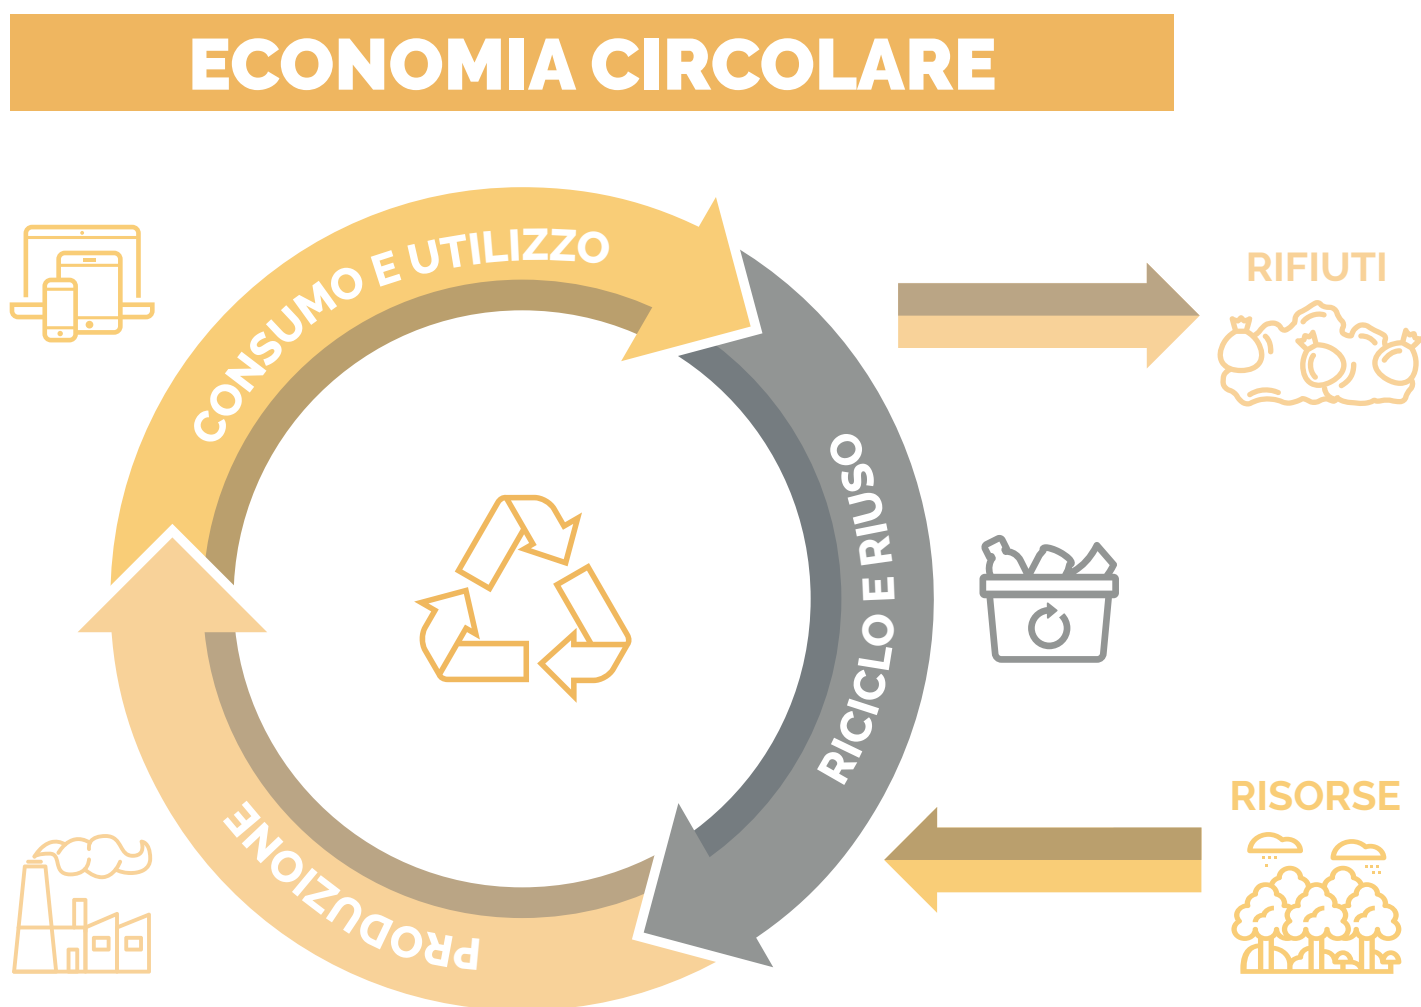 ECONOMIA CIRCOLARE
CONSUMO E UTILIZZO
RIFIUTI
RICICLO E RIUSO
RISORSE
PRODUZIONE